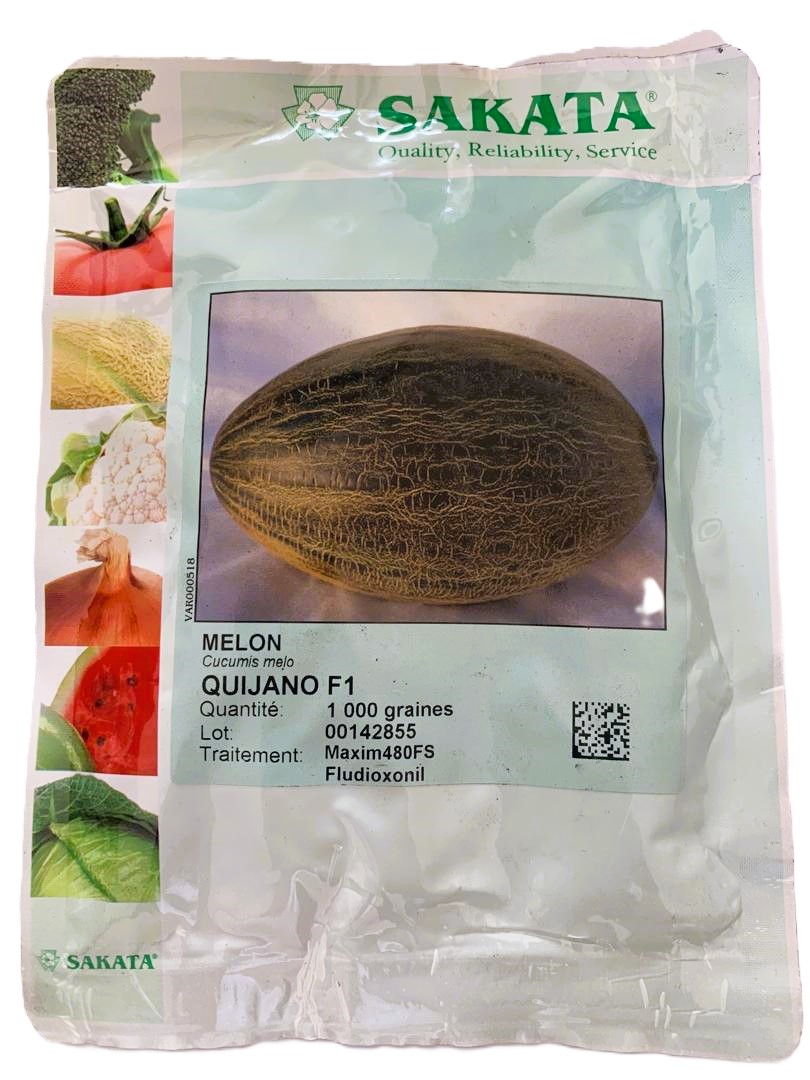 SAKATA®
Quality, Reliability, Service
VAR000518
MELON
Cucumis melo
QUIJANO F1
Quantité: 1 000 graines
Lot: 00142855
Traitement: Maxim480FS
Fludioxonil
SAKATA®